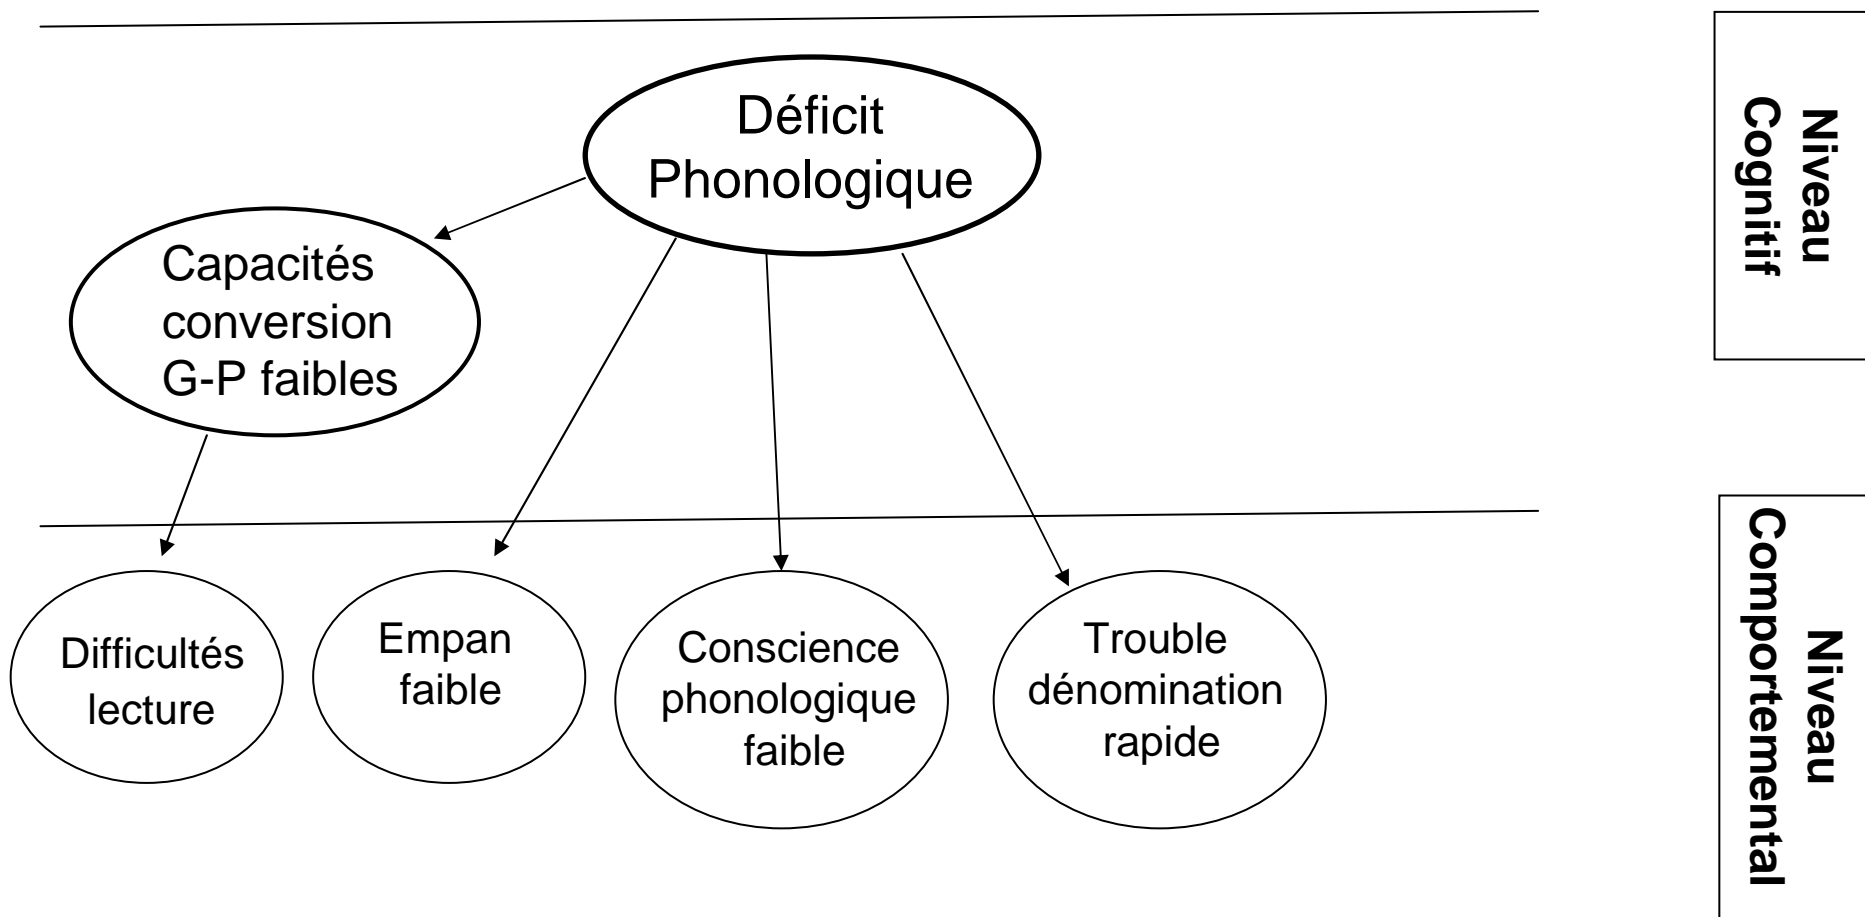 Déficit
Phonologique
Capacités
conversion
G-P faibles
Niveau
Cognitif
Difficultés
lecture
Empan
faible
Conscience
phonologique
faible
Trouble
dénomination
rapide
Niveau
Comportemental